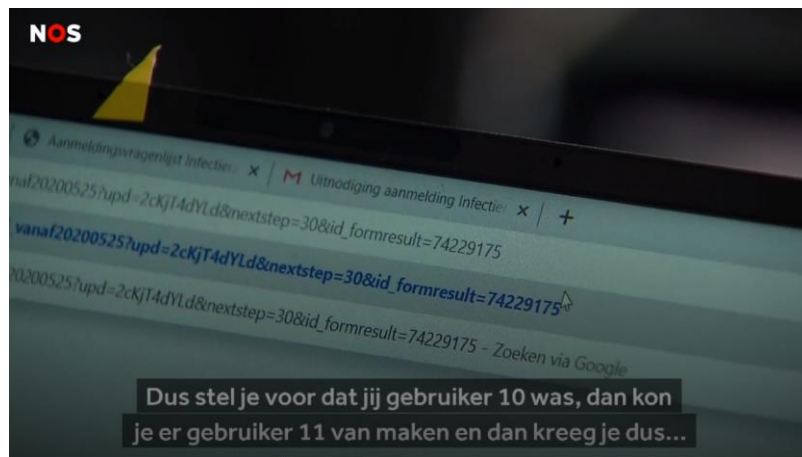 NOS
Aanmeldingsvragenlijst Infectie
Uitnodiging aanmelding Infectie
naf20200525?upd=2cKjT4dYLd&nextstep=30&id_formresult=74229175
vanaf20200525?upd=2cKjT4dYLd&nextstep=30&id_formresult=74229175
20200525?upd=2cKjT4dYLd&nextstep=30&id_formresult=74229175 - Zoeken via Google
Dus stel je voor dat jij gebruiker 10 was, dan kon
je er gebruiker 11 van maken en dan kreeg je dus...